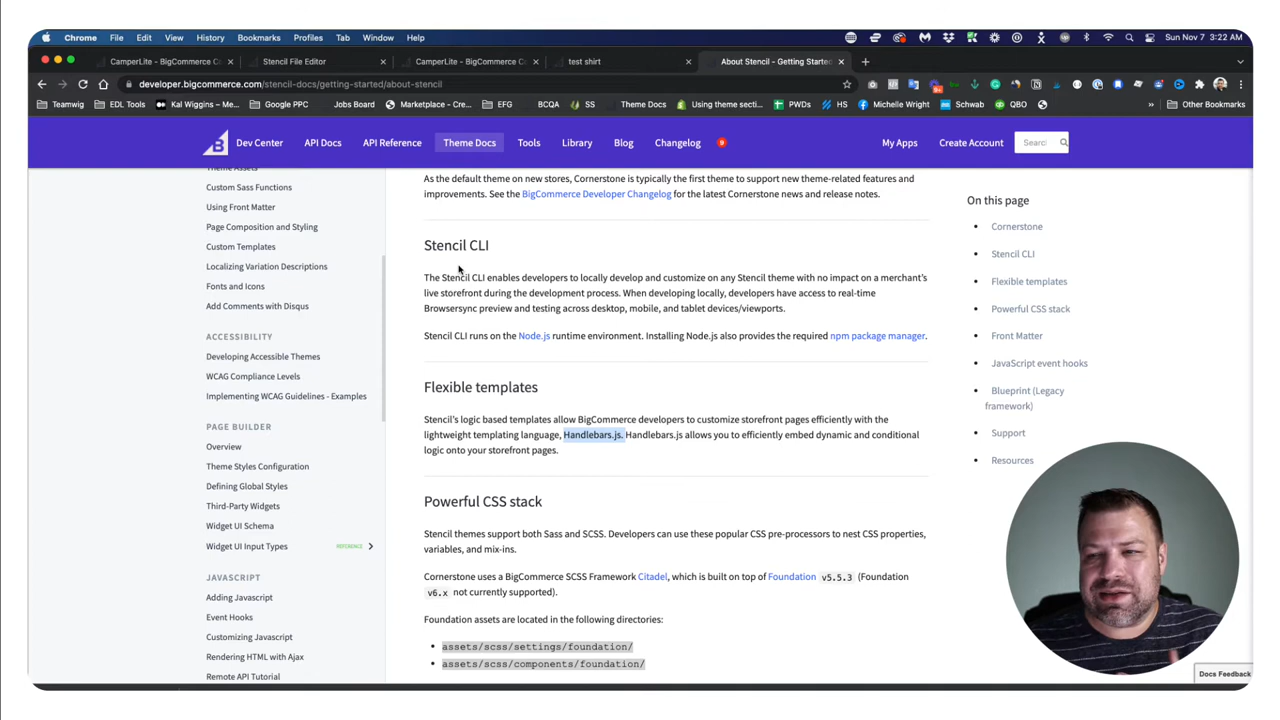 Chrome File Edit View History Bookmarks Profiles Tab Window Help
Sun Nov 7 3:22 AM
CamperLite - BigCommerce C
Stencil File Editor
CamperLite - BigCommerce Co
test shirt
About Stencil - Getting Started
developer.bigcommerce.com/stencil-docs/getting-started/about-stencil
Teamwig EDL Tools Kal Wiggins – Me... Google PPC Jobs Board Marketplace - Cre... EFG BCQA SS Theme Docs Using theme secti... PWDs HS Michelle Wright Schwab QBO » Other Bookmarks
Dev Center API Docs API Reference Theme Docs Tools Library Blog Changelog 9 My Apps Create Account Search
Theme Assets
Custom Sass Functions
Using Front Matter
Page Composition and Styling
Custom Templates
Localizing Variation Descriptions
Fonts and Icons
Add Comments with Disqus
ACCESSIBILITY
Developing Accessible Themes
WCAG Compliance Levels
Implementing WCAG Guidelines - Examples
PAGE BUILDER
Overview
Theme Styles Configuration
Defining Global Styles
Third-Party Widgets
Widget UI Schema
Widget UI Input Types REFERENCE
JAVASCRIPT
Adding Javascript
Event Hooks
Customizing Javascript
Rendering HTML with Ajax
Remote API Tutorial
As the default theme on new stores, Cornerstone is typically the first theme to support new theme-related features and
improvements. See the BigCommerce Developer Changelog for the latest Cornerstone news and release notes.
Stencil CLI
The Stencil CLI enables developers to locally develop and customize on any Stencil theme with no impact on a merchant's
live storefront during the development process. When developing locally, developers have access to real-time
Browsersync preview and testing across desktop, mobile, and tablet devices/viewports.
Stencil CLI runs on the Node.js runtime environment. Installing Node.js also provides the required npm package manager.
Flexible templates
Stencil's logic based templates allow BigCommerce developers to customize storefront pages efficiently with the
lightweight templating language, Handlebars.js. Handlebars.js allows you to efficiently embed dynamic and conditional
logic onto your storefront pages.
Powerful CSS stack
Stencil themes support both Sass and SCSS. Developers can use these popular CSS pre-processors to nest CSS properties,
variables, and mix-ins.
Cornerstone uses a BigCommerce SCSS Framework Citadel, which is built on top of Foundation v5.5.3 (Foundation
v6.x not currently supported).
Foundation assets are located in the following directories:
• assets/scss/settings/foundation/
• assets/scss/components/foundation/
On this page
• Cornerstone
• Stencil CLI
• Flexible templates
• Powerful CSS stack
• Front Matter
• JavaScript event hooks
• Blueprint (Legacy
framework)
• Support
• Resources
Docs Feedback